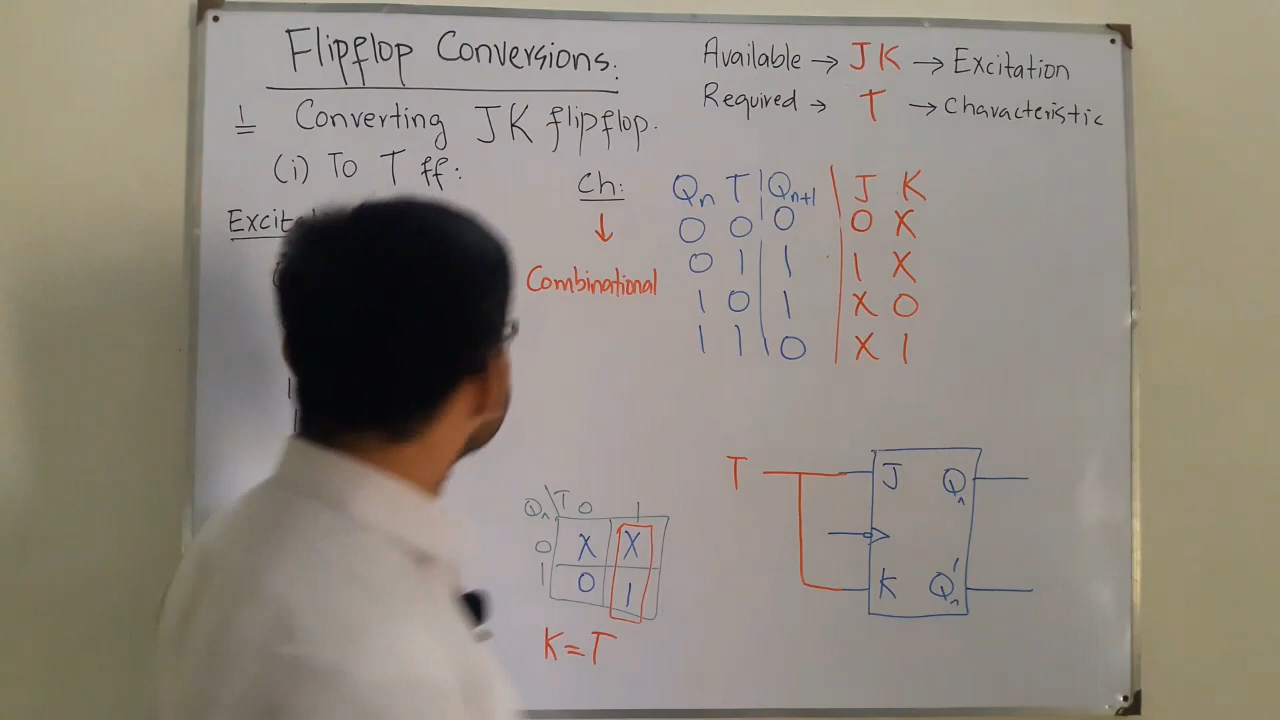 Flipflop Conversions.
1 Converting JK flipflop.
(i) To T ff:
Available → JK → Excitation
Required → T → Characteristic
Ch:
↓
Combinational
Qn T Qn+1 J K
0 0 0 0 X
0 1 1 1 X
1 0 1 X 0
1 1 0 X 1
Qn \ T 0 1
0 X X
1 0 1
K = T
T J Qn
K Qn'